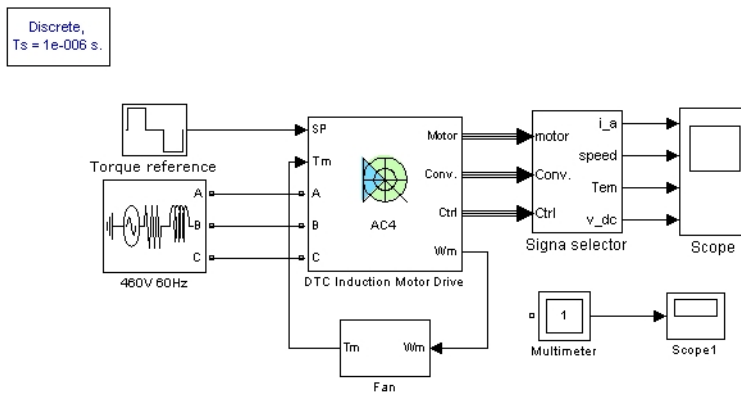 Discrete,
Ts = 1e-006 s.
Torque reference
SP
Tm
A
B
C
Motor
Conv.
Ctrl
Wm
AC4
DTC Induction Motor Drive
A
B
C
460V 60Hz
motor
Conv.
Ctrl
i_a
speed
Tem
v_dc
Signa selector
Scope
Tm
Wm
Fan
1
Multimeter
Scope1